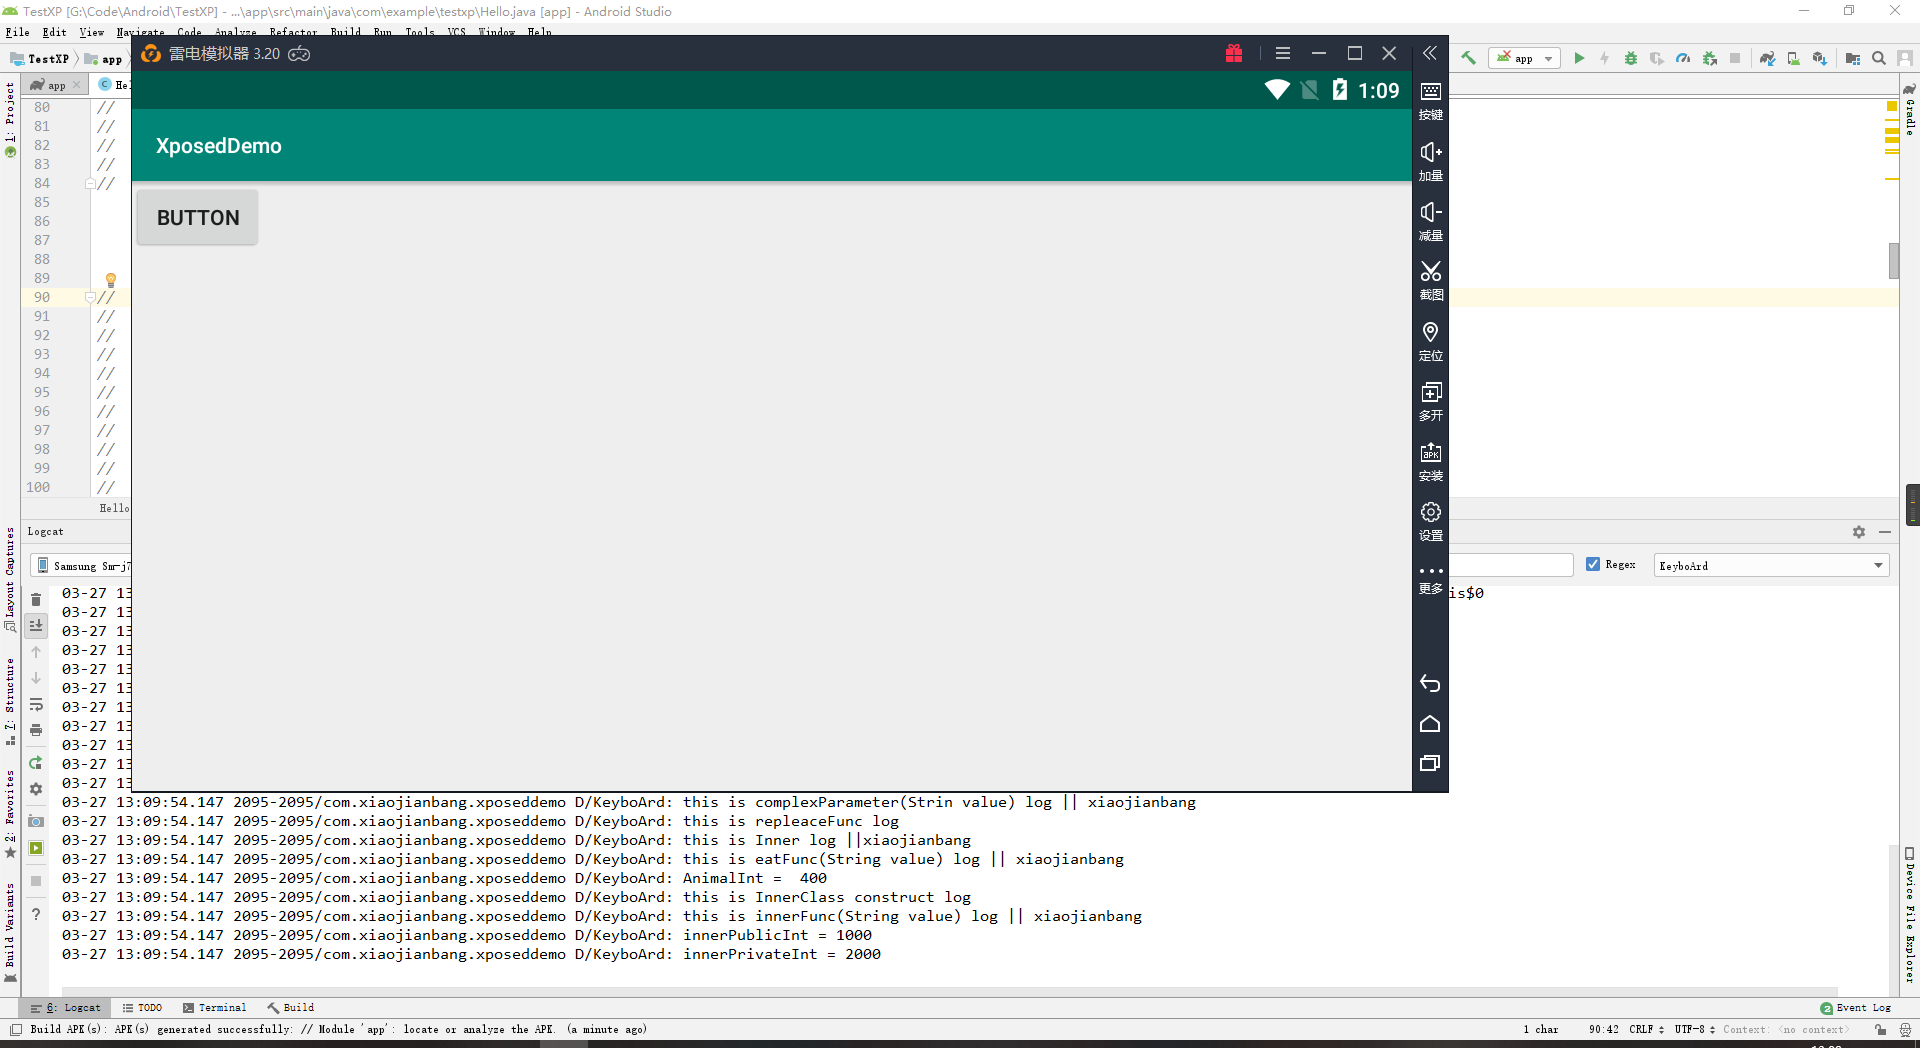 TestXP [G:\Code\Android\TestXP] - ...\app\src\main\java\com\example\testxp\Hello.java [app] - Android Studio
File Edit View Navigate Code Analyze Refactor Build Run Tools VCS Window Help
TestXP app
app
app
Hel
雷电模拟器 3.20
1:09
XposedDemo
BUTTON
按键
加量
减量
截图
定位
多开
安装
设置
更多
1: Project
Layout Captures
7: Structure
2: Favorites
Build Variants
Gradle
Device File Explorer
80 //
81 //
82 //
83 //
84 //
85
86
87
88
89
90 //
91 //
92 //
93 //
94 //
95 //
96 //
97 //
98 //
99 //
100 //
Hello
Logcat
Samsung Sm-j7
Regex
KeyboArd
03-27 13
is$0
03-27 13
03-27 13
03-27 13
03-27 13
03-27 13
03-27 13
03-27 13
03-27 13
03-27 13
03-27 13
03-27 13:09:54.147 2095-2095/com.xiaojianbang.xposeddemo D/KeyboArd: this is complexParameter(Strin value) log || xiaojianbang
03-27 13:09:54.147 2095-2095/com.xiaojianbang.xposeddemo D/KeyboArd: this is repleaceFunc log
03-27 13:09:54.147 2095-2095/com.xiaojianbang.xposeddemo D/KeyboArd: this is Inner log ||xiaojianbang
03-27 13:09:54.147 2095-2095/com.xiaojianbang.xposeddemo D/KeyboArd: this is eatFunc(String value) log || xiaojianbang
03-27 13:09:54.147 2095-2095/com.xiaojianbang.xposeddemo D/KeyboArd: AnimalInt =  400
03-27 13:09:54.147 2095-2095/com.xiaojianbang.xposeddemo D/KeyboArd: this is InnerClass construct log
03-27 13:09:54.147 2095-2095/com.xiaojianbang.xposeddemo D/KeyboArd: this is innerFunc(String value) log || xiaojianbang
03-27 13:09:54.147 2095-2095/com.xiaojianbang.xposeddemo D/KeyboArd: innerPublicInt = 1000
03-27 13:09:54.147 2095-2095/com.xiaojianbang.xposeddemo D/KeyboArd: innerPrivateInt = 2000
6: Logcat TODO Terminal Build
2 Event Log
Build APK(s): APK(s) generated successfully: // Module 'app': locate or analyze the APK. (a minute ago)
1 char 90:42 CRLF UTF-8 Context: <no context>